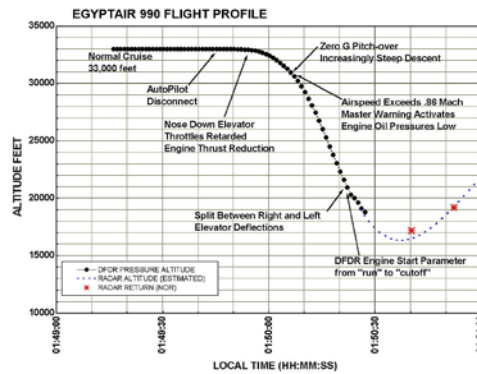 EGYPTAIR 990 FLIGHT PROFILE
40000
35000
30000
25000
20000
15000
10000
ALTITUDE FEET
Normal Cruise
33,000 feet
AutoPilot
Disconnect
Nose Down Elevator
Throttles Retarded
Engine Thrust Reduction
Zero G Pitch-over
Increasingly Steep Descent
Airspeed Exceeds .86 Mach
Master Warning Activates
Engine Oil Pressures Low
Split Between Right and Left
Elevator Deflections
DFDR Engine Start Parameter
from "run" to "cutoff"
DFDR PRESSURE ALTITUDE
RADAR ALTITUDE (ESTIMATED)
RADAR RETURN (NOR)
01:49:00
01:49:30
01:50:00
01:50:30
LOCAL TIME (HH:MM:SS)